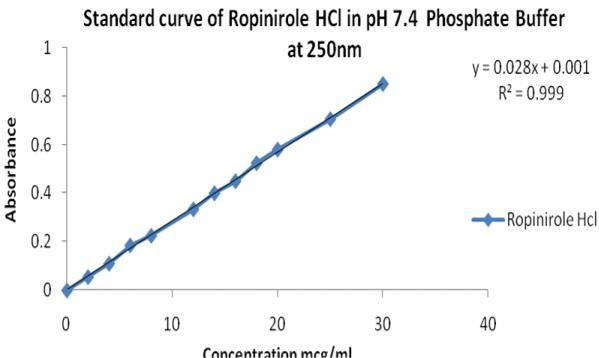 Standard curve of Ropinirole HCl in pH 7.4 Phosphate Buffer
at 250nm
y = 0.028x + 0.001
R² = 0.999
1
0.8
0.6
0.4
0.2
0
Absorbance
Ropinirole Hcl
0 10 20 30 40
Concentration mcg/ml